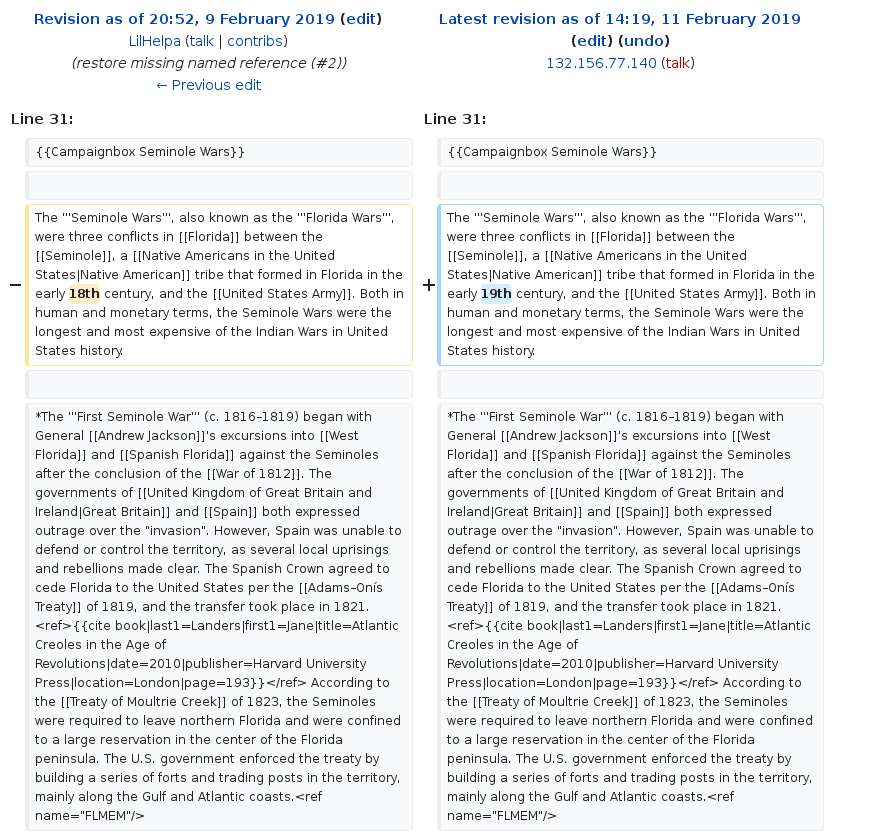 Revision as of 20:52, 9 February 2019 (edit)
LilHelpa (talk | contribs)
(restore missing named reference (#2))
← Previous edit
Latest revision as of 14:19, 11 February 2019
(edit) (undo)
132.156.77.140 (talk)
Line 31:
Line 31:
{{Campaignbox Seminole Wars}}
{{Campaignbox Seminole Wars}}
−
The '''Seminole Wars''', also known as the '''Florida Wars''',
were three conflicts in [[Florida]] between the
[[Seminole]], a [[Native Americans in the United
States|Native American]] tribe that formed in Florida in the
early 18th century, and the [[United States Army]]. Both in
human and monetary terms, the Seminole Wars were the
longest and most expensive of the Indian Wars in United
States history.
+
The '''Seminole Wars''', also known as the '''Florida Wars''',
were three conflicts in [[Florida]] between the
[[Seminole]], a [[Native Americans in the United
States|Native American]] tribe that formed in Florida in the
early 19th century, and the [[United States Army]]. Both in
human and monetary terms, the Seminole Wars were the
longest and most expensive of the Indian Wars in United
States history.
*The '''First Seminole War''' (c. 1816–1819) began with
General [[Andrew Jackson]]'s excursions into [[West
Florida]] and [[Spanish Florida]] against the Seminoles
after the conclusion of the [[War of 1812]]. The
governments of [[United Kingdom of Great Britain and
Ireland|Great Britain]] and [[Spain]] both expressed
outrage over the "invasion". However, Spain was unable to
defend or control the territory, as several local uprisings
and rebellions made clear. The Spanish Crown agreed to
cede Florida to the United States per the [[Adams–Onís
Treaty]] of 1819, and the transfer took place in 1821.
<ref>{{cite book|last1=Landers|first1=Jane|title=Atlantic
Creoles in the Age of
Revolutions|date=2010|publisher=Harvard University
Press|location=London|page=193}}</ref> According to
the [[Treaty of Moultrie Creek]] of 1823, the Seminoles
were required to leave northern Florida and were confined
to a large reservation in the center of the Florida
peninsula. The U.S. government enforced the treaty by
building a series of forts and trading posts in the territory,
mainly along the Gulf and Atlantic coasts.<ref
name="FLMEM"/>
*The '''First Seminole War''' (c. 1816–1819) began with
General [[Andrew Jackson]]'s excursions into [[West
Florida]] and [[Spanish Florida]] against the Seminoles
after the conclusion of the [[War of 1812]]. The
governments of [[United Kingdom of Great Britain and
Ireland|Great Britain]] and [[Spain]] both expressed
outrage over the "invasion". However, Spain was unable to
defend or control the territory, as several local uprisings
and rebellions made clear. The Spanish Crown agreed to
cede Florida to the United States per the [[Adams–Onís
Treaty]] of 1819, and the transfer took place in 1821.
<ref>{{cite book|last1=Landers|first1=Jane|title=Atlantic
Creoles in the Age of
Revolutions|date=2010|publisher=Harvard University
Press|location=London|page=193}}</ref> According to
the [[Treaty of Moultrie Creek]] of 1823, the Seminoles
were required to leave northern Florida and were confined
to a large reservation in the center of the Florida
peninsula. The U.S. government enforced the treaty by
building a series of forts and trading posts in the territory,
mainly along the Gulf and Atlantic coasts.<ref
name="FLMEM"/>